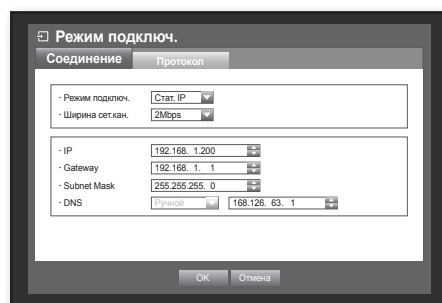 Режим подключ.
Соединение Протокол
· Режим подключ. Стат. IP
· Ширина сет.кан. 2Mbps
· IP 192.168. 1.200
· Gateway 192.168. 1. 1
· Subnet Mask 255.255.255. 0
· DNS Ручной 168.126. 63. 1
OK Отмена